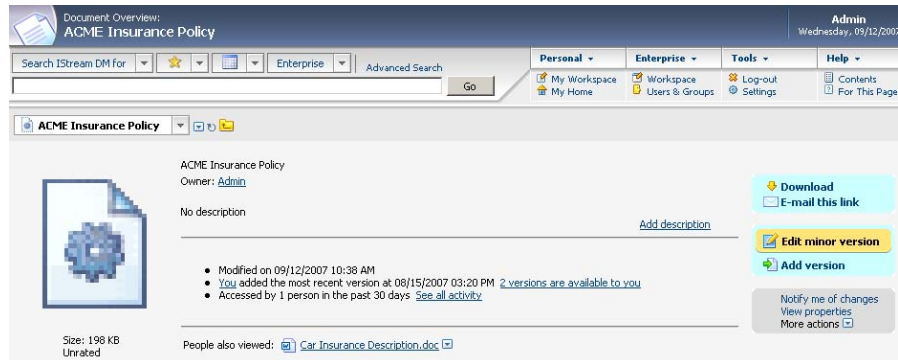 Document Overview:
ACME Insurance Policy
Admin
Wednesday, 09/12/2007
Search IStream DM for
Enterprise
Advanced Search
Go
Personal
Enterprise
Tools
Help
My Workspace
Workspace
Log-out
Contents
My Home
Users & Groups
Settings
For This Page
ACME Insurance Policy
ACME Insurance Policy
Owner: Admin
No description
Add description
Download
E-mail this link
Edit minor version
Add version
Modified on 09/12/2007 10:38 AM
You added the most recent version at 08/15/2007 03:20 PM 2 versions are available to you
Accessed by 1 person in the past 30 days See all activity
Notify me of changes
View properties
More actions
Size: 198 KB
Unrated
People also viewed: Car Insurance Description.doc